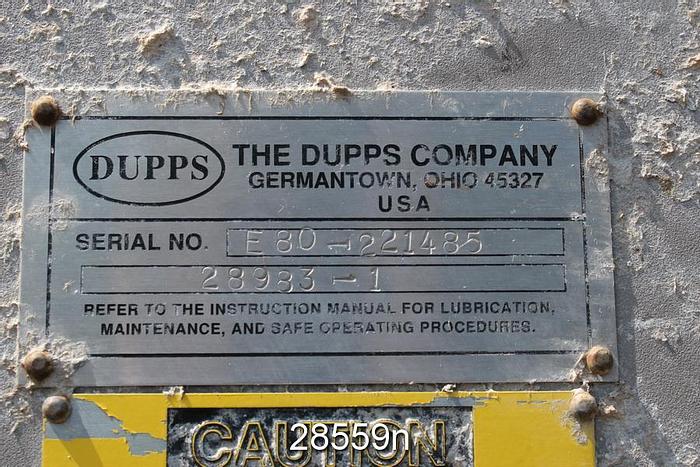 DUPPS
THE DUPPS COMPANY
GERMANTOWN, OHIO 45327
USA
SERIAL NO. E80-221485
28983-1
REFER TO THE INSTRUCTION MANUAL FOR LUBRICATION,
MAINTENANCE, AND SAFE OPERATING PROCEDURES.
CAUTION
28559n